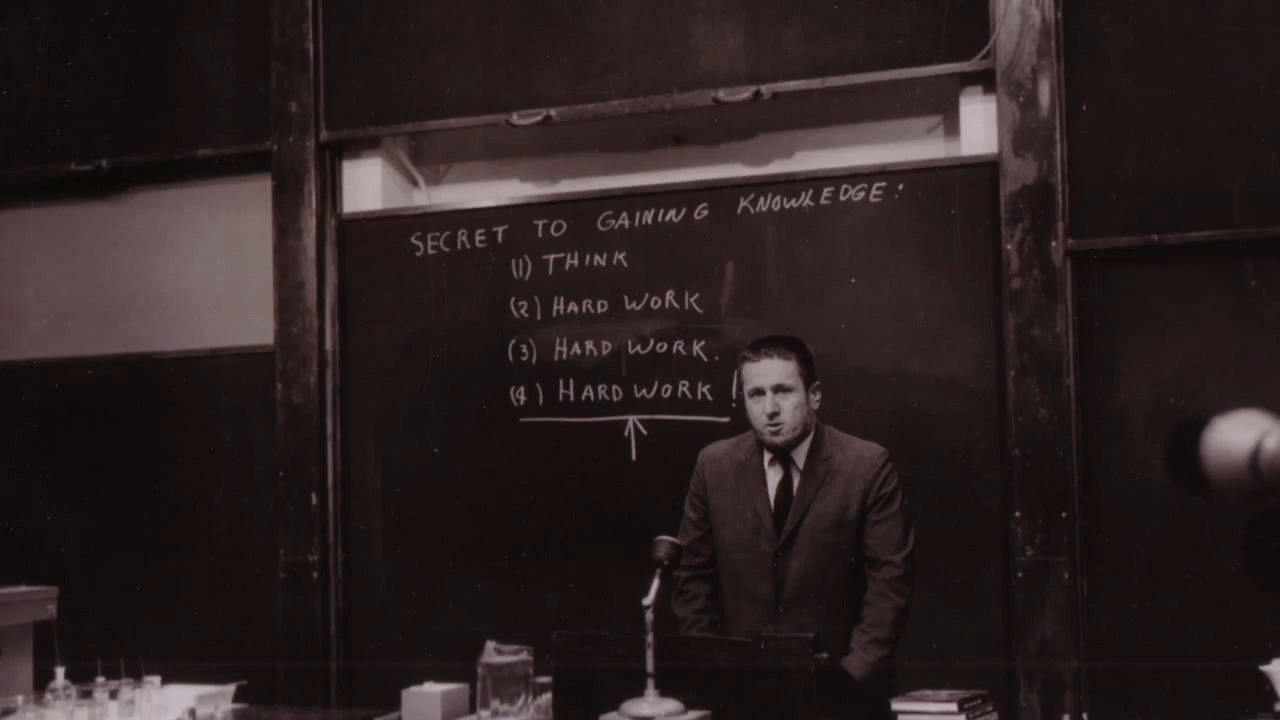 SECRET TO GAINING KNOWLEDGE:
(1) THINK
(2) HARD WORK
(3) HARD WORK.
(4) HARD WORK!